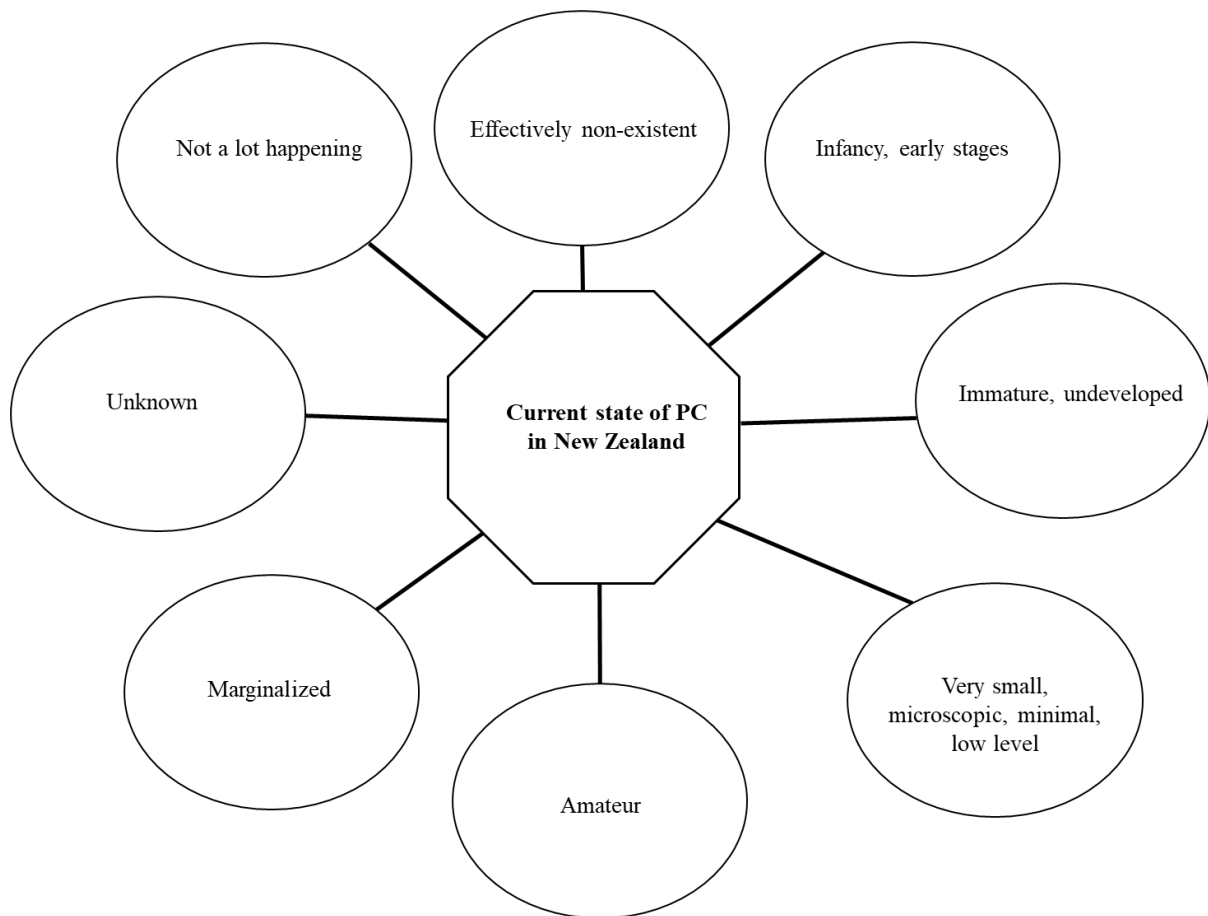 Effectively non-existent
Not a lot happening
Infancy, early stages
Unknown
Current state of PC
in New Zealand
Immature, undeveloped
Marginalized
Very small,
microscopic, minimal,
low level
Amateur